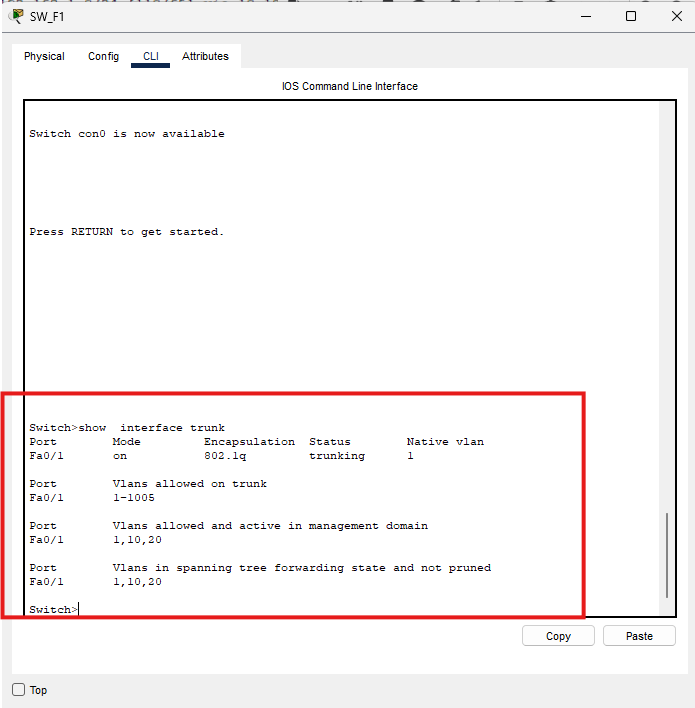 SW_F1
Physical Config CLI Attributes
IOS Command Line Interface
Switch con0 is now available
Press RETURN to get started.
Switch>show  interface trunk
Port        Mode         Encapsulation  Status        Native vlan
Fa0/1       on           802.1q         trunking      1
Port        Vlans allowed on trunk
Fa0/1       1-1005
Port        Vlans allowed and active in management domain
Fa0/1       1,10,20
Port        Vlans in spanning tree forwarding state and not pruned
Fa0/1       1,10,20
Switch>
Copy Paste
Top